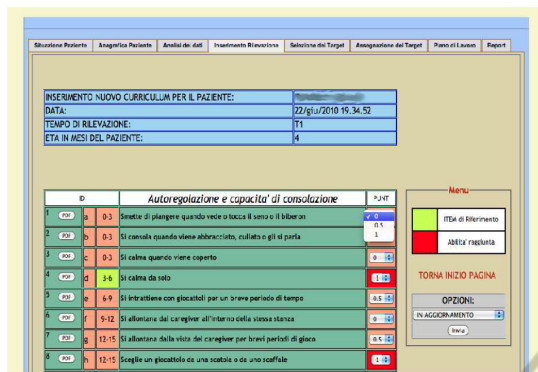 Situazione Paziente Anagrafica Paziente Analisi dei dati Inserimento Rilevazione Selezione dei Target Assegnazione dei Target Piano di Lavoro Report
INSERIMENTO NUOVO CURRICULUM PER IL PAZIENTE:
DATA: 22/giu/2010 19.34.52
TEMPO DI RILEVAZIONE: T1
ETA IN MESI DEL PAZIENTE: 4
ID Autoregolazione e capacita' di consolazione PUNT
1 PDF a 0-3 Smette di piangere quando vede o tocca il seno o il biberon ✓ 0
0.5
1
2 PDF b 0-3 Si consola quando viene abbracciato, cullato o gli si parla
3 PDF c 0-3 Si calma quando viene coperto 0
4 PDF d 3-6 Si calma da solo 1
5 PDF e 6-9 Si intrattiene con giocattoli per un breve periodo di tempo 0.5
6 PDF f 9-12 Si allontana dal caregiver all'interno della stessa stanza 0
7 PDF g 12-15 Si allontana dalla vista del caregiver per brevi periodi di gioco 0.5
8 PDF h 12-15 Sceglie un giocattolo da una scatola o da uno scaffale 1
Menu
ITEM di Riferimento
Abilita' raggiunta
TORNA INIZIO PAGINA
OPZIONI:
IN AGGIORNAMENTO
Invia